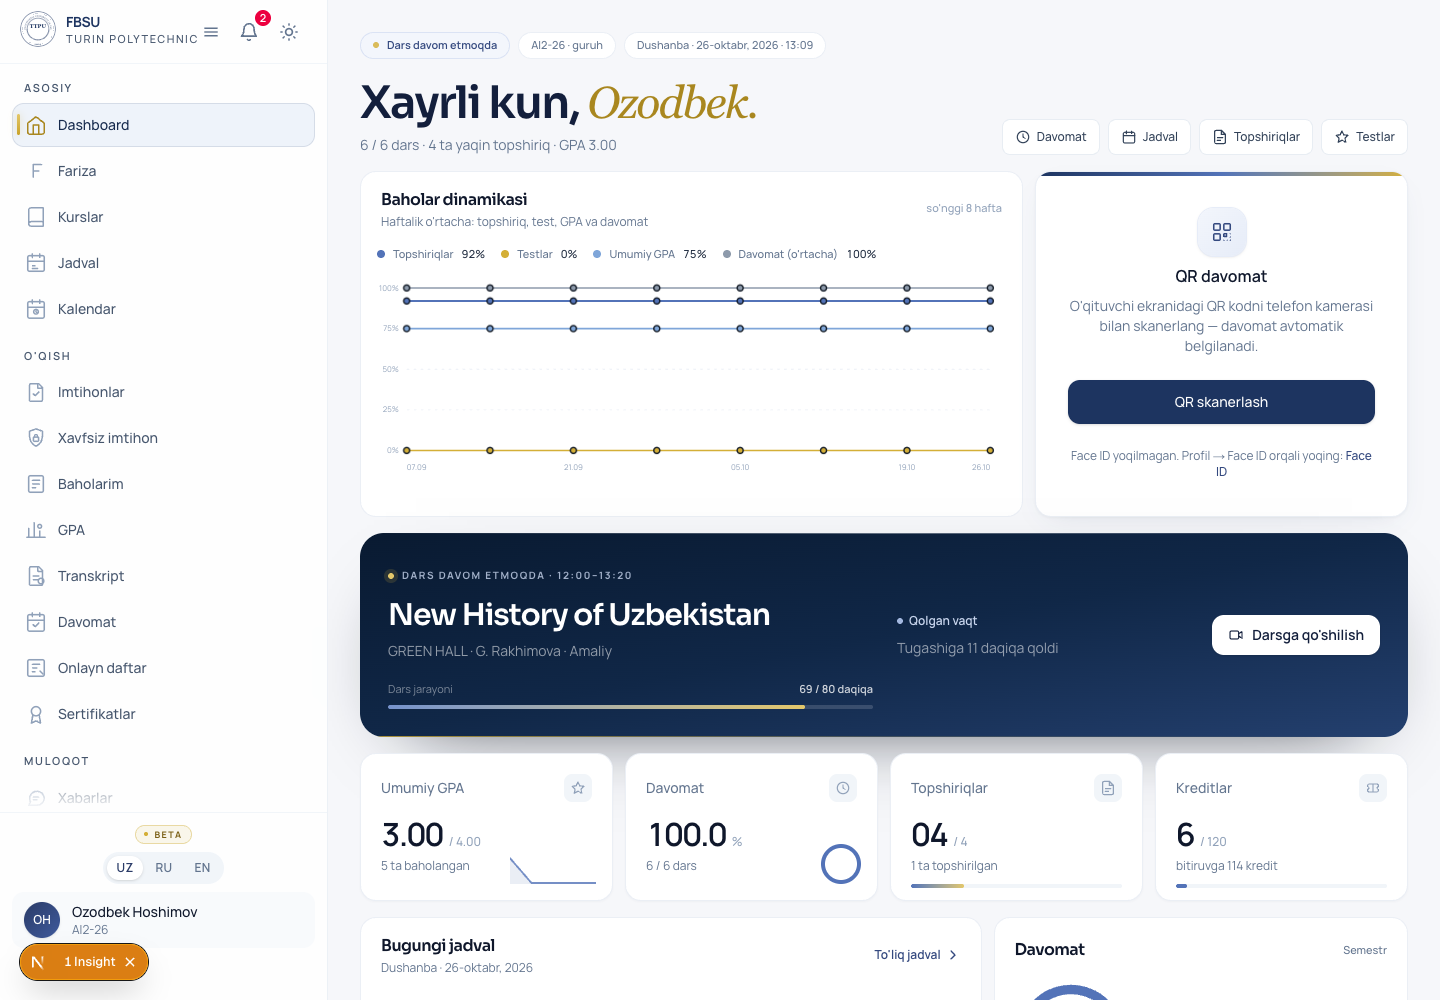 TTPU
FBSU
TURIN POLYTECHNIC
2
ASOSIY
Dashboard
F Fariza
Kurslar
Jadval
Kalendar
O'QISH
Imtihonlar
Xavfsiz imtihon
Baholarim
GPA
Transkript
Davomat
Onlayn daftar
Sertifikatlar
MULOQOT
Xabarlar
BETA
UZ RU EN
OH
Ozodbek Hoshimov
AI2-26
N 1 Insight
Dars davom etmoqda
AI2-26 · guruh
Dushanba · 26-oktabr, 2026 · 13:09
Xayrli kun, Ozodbek.
6 / 6 dars · 4 ta yaqin topshiriq · GPA 3.00
Davomat
Jadval
Topshiriqlar
Testlar
Baholar dinamikasi
Haftalik o'rtacha: topshiriq, test, GPA va davomat
so'nggi 8 hafta
Topshiriqlar 92% Testlar 0% Umumiy GPA 75% Davomat (o'rtacha) 100%
100%
75%
50%
25%
0%
07.09 21.09 05.10 19.10 26.10
QR davomat
O'qituvchi ekranidagi QR kodni telefon kamerasi
bilan skanerlang — davomat avtomatik
belgilanadi.
QR skanerlash
Face ID yoqilmagan. Profil → Face ID orqali yoqing: Face
ID
DARS DAVOM ETMOQDA · 12:00–13:20
New History of Uzbekistan
GREEN HALL · G. Rakhimova · Amaliy
Dars jarayoni 69 / 80 daqiqa
Qolgan vaqt
Tugashiga 11 daqiqa qoldi
Darsga qo'shilish
Umumiy GPA
3.00 / 4.00
5 ta baholangan
Davomat
100.0 %
6 / 6 dars
Topshiriqlar
04 / 4
1 ta topshirilgan
Kreditlar
6 / 120
bitiruvga 114 kredit
Bugungi jadval
Dushanba · 26-oktabr, 2026
To'liq jadval
Davomat
Semestr